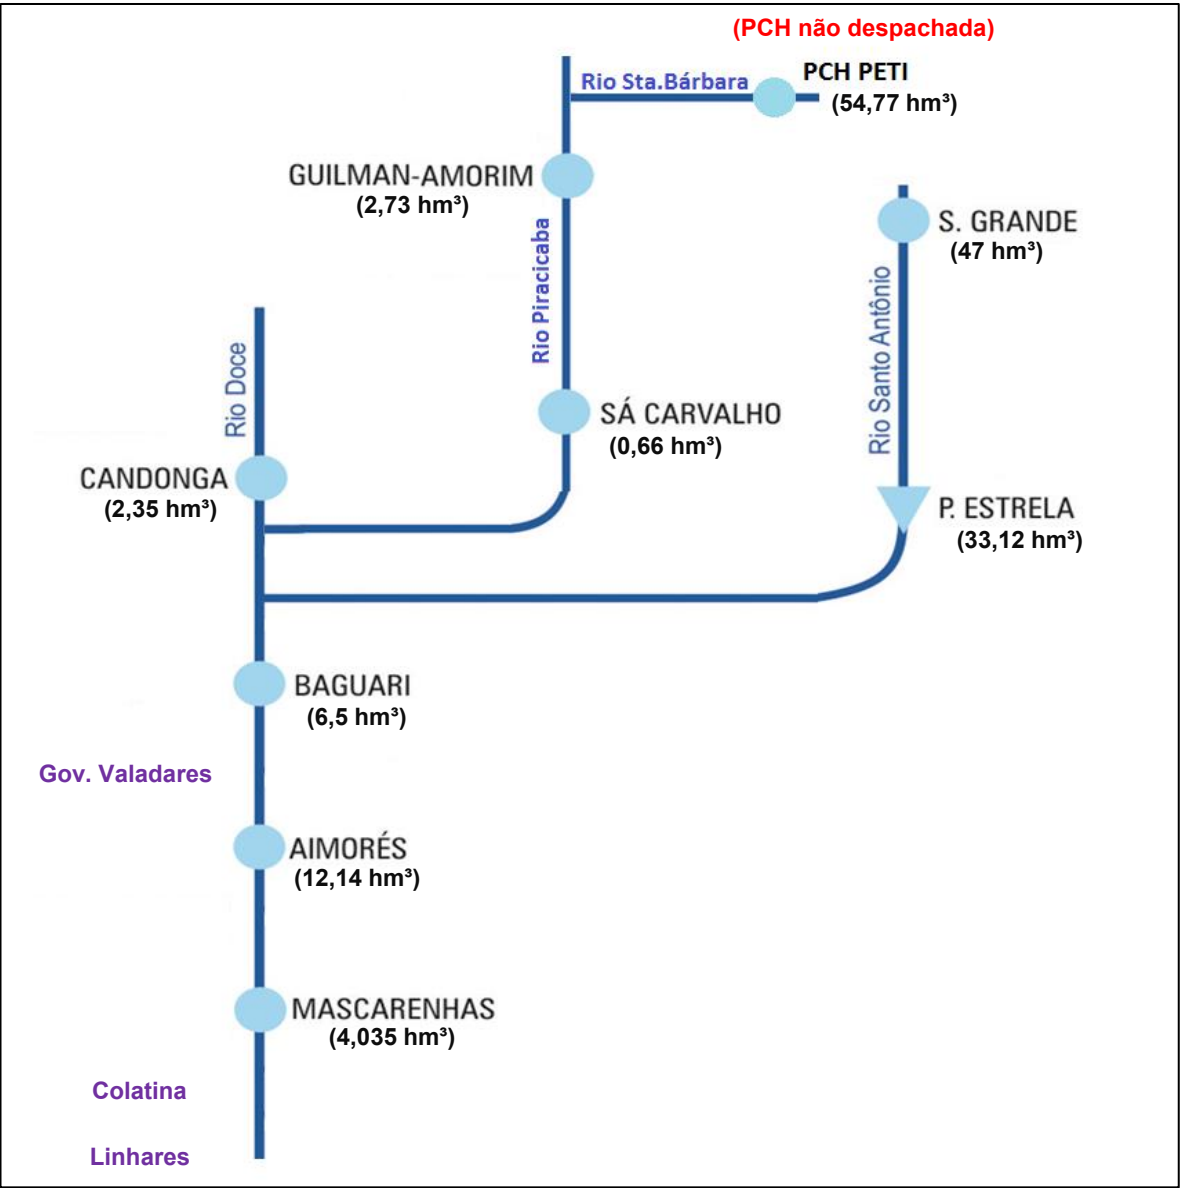 (PCH não despachada)
PCH PETI
(54,77 hm³)
Rio Sta.Bárbara
GUILMAN-AMORIM
(2,73 hm³)
S. GRANDE
(47 hm³)
Rio Piracicaba
Rio Santo Antônio
Rio Doce
SÁ CARVALHO
(0,66 hm³)
CANDONGA
(2,35 hm³)
P. ESTRELA
(33,12 hm³)
BAGUARI
(6,5 hm³)
Gov. Valadares
AIMORÉS
(12,14 hm³)
MASCARENHAS
(4,035 hm³)
Colatina
Linhares